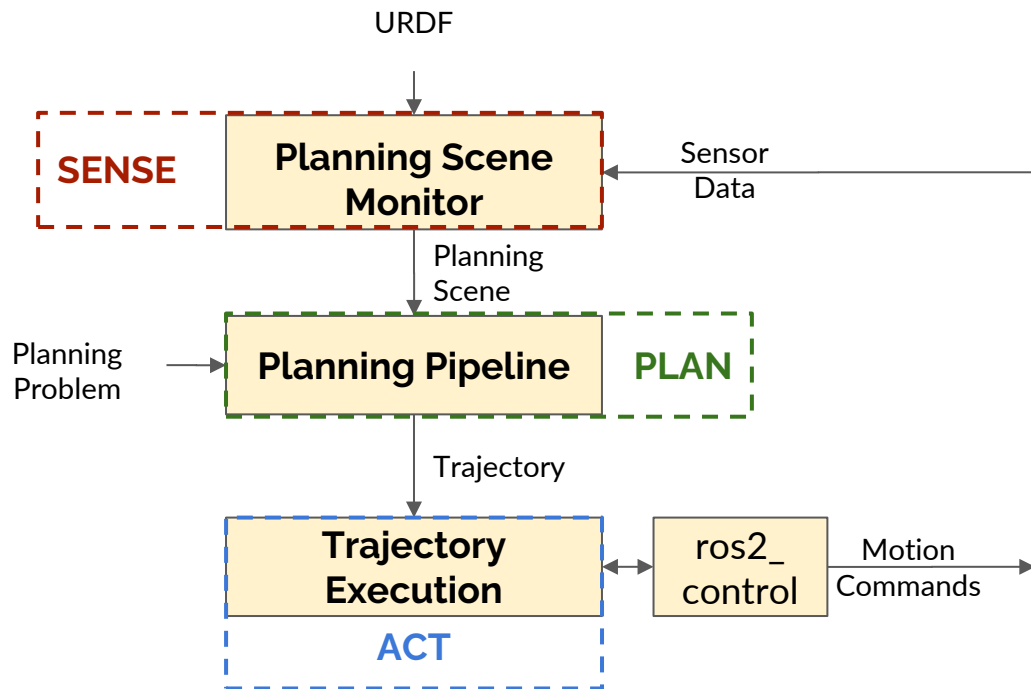 URDF
SENSE
Planning Scene
Monitor
Sensor
Data
Planning
Scene
Planning
Problem
Planning Pipeline
PLAN
Trajectory
Trajectory
Execution
ros2_
control
Motion
Commands
ACT